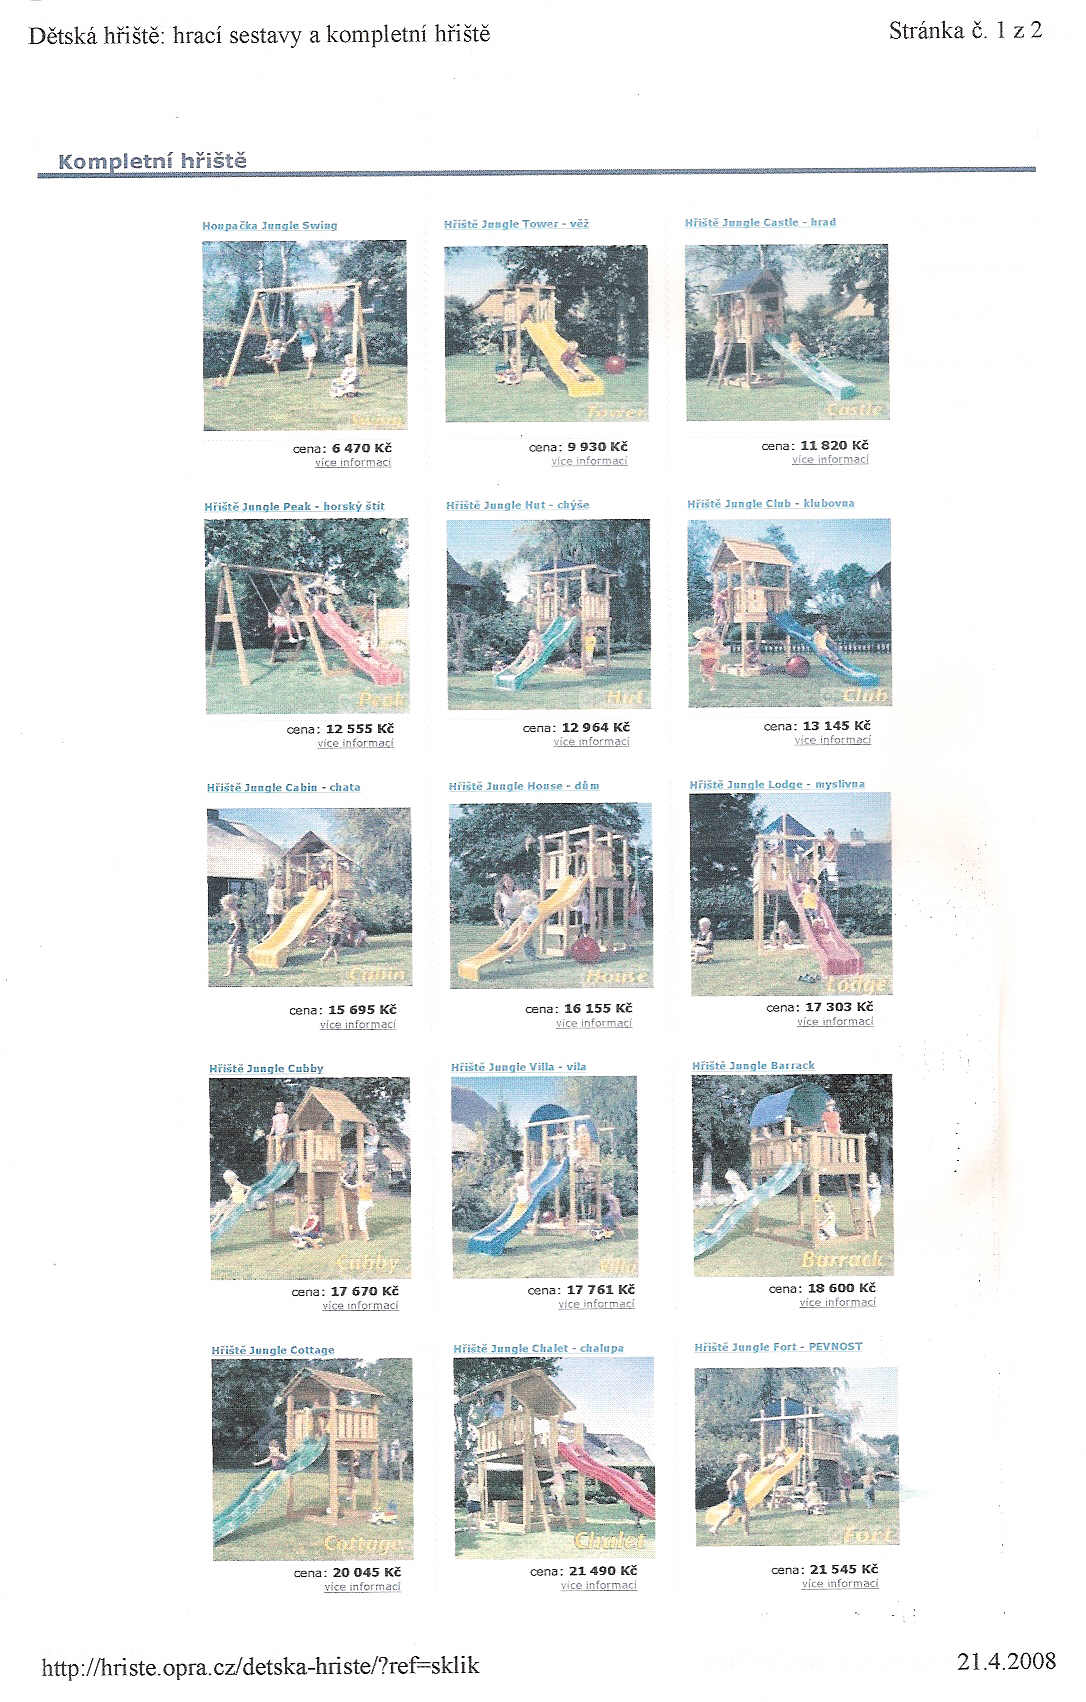 Dětská hřiště: hrací sestavy a kompletní hřiště
Stránka č. 1 z 2
Kompletní hřiště
Houpačka Jungle Swing
Hřiště Jungle Tower - věž
Hřiště Jungle Castle - hrad
Swing
Tower
Castle
cena: 6 470 Kč
cena: 9 930 Kč
cena: 11 820 Kč
více informací
více informací
více informací
Hřiště Jungle Peak - horský štít
Hřiště Jungle Hut - chýše
Hřiště Jungle Club - klubovna
Peak
Hut
Club
cena: 12 555 Kč
cena: 12 964 Kč
cena: 13 145 Kč
více informací
více informací
více informací
Hřiště Jungle Cabin - chata
Hřiště Jungle House - dům
Hřiště Jungle Lodge - myslivna
Cabin
House
Lodge
cena: 15 695 Kč
cena: 16 155 Kč
cena: 17 303 Kč
více informací
více informací
více informací
Hřiště Jungle Cubby
Hřiště Jungle Villa - vila
Hřiště Jungle Barrack
Cubby
Villa
Barrack
cena: 17 670 Kč
cena: 17 761 Kč
cena: 18 600 Kč
více informací
více informací
více informací
Hřiště Jungle Cottage
Hřiště Jungle Chalet - chalupa
Hřiště Jungle Fort - PEVNOST
Cottage
Chalet
Fort
cena: 20 045 Kč
cena: 21 490 Kč
cena: 21 545 Kč
více informací
více informací
více informací
http://hriste.opra.cz/detska-hriste/?ref=sklik
21.4.2008